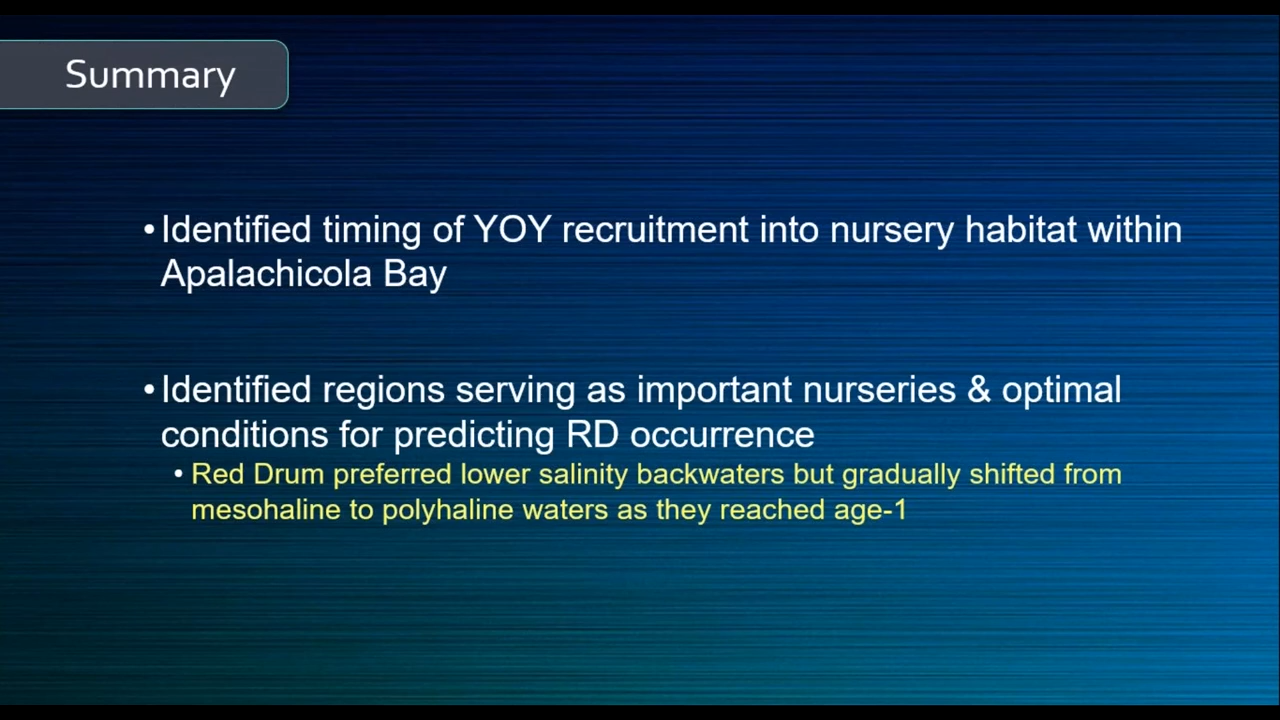 Summary
• Identified timing of YOY recruitment into nursery habitat within
Apalachicola Bay
• Identified regions serving as important nurseries & optimal
conditions for predicting RD occurrence
• Red Drum preferred lower salinity backwaters but gradually shifted from
mesohaline to polyhaline waters as they reached age-1